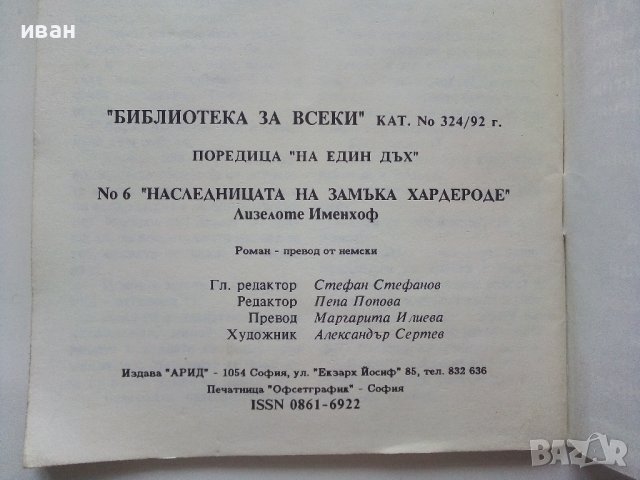 иван
"БИБЛИОТЕКА ЗА ВСЕКИ" КАТ. No 324/92 г.
ПОРЕДИЦА "НА ЕДИН ДЪХ"
No 6 "НАСЛЕДНИЦАТА НА ЗАМЪКА ХАРДЕРОДЕ"
Лизелоте Именхоф
Роман - превод от немски
Гл. редактор Стефан Стефанов
Редактор Пепа Попова
Превод Маргарита Илиева
Художник Александър Сертев
Издава "АРИД" - 1054 София, ул. "Екзарх Йосиф" 85, тел. 832 636
Печатница "Офсетграфик" - София
ISSN 0861-6922
BAZAR